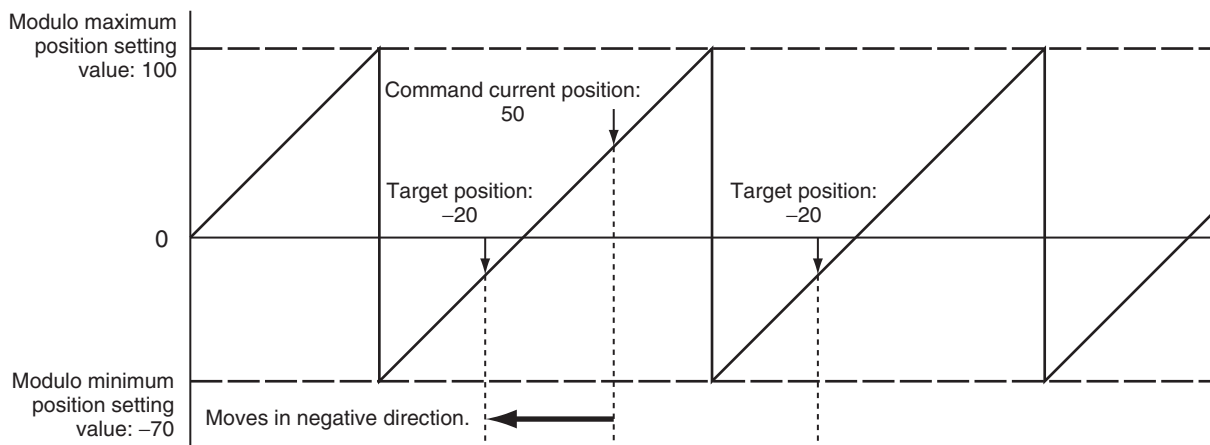 Modulo maximum
position setting
value: 100
Command current position:
50
Target position:
−20
Target position:
−20
0
Modulo minimum
position setting
value: −70
Moves in negative direction.